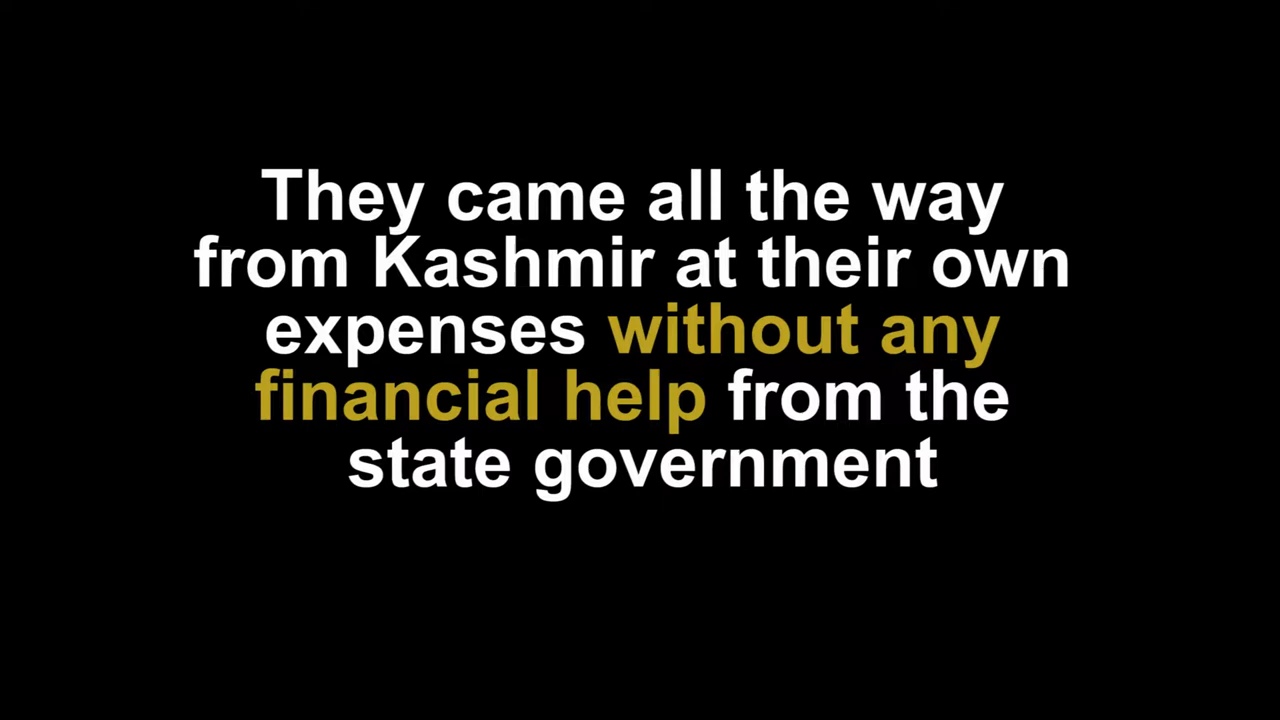 They came all the way
from Kashmir at their own
expenses without any
financial help from the
state government